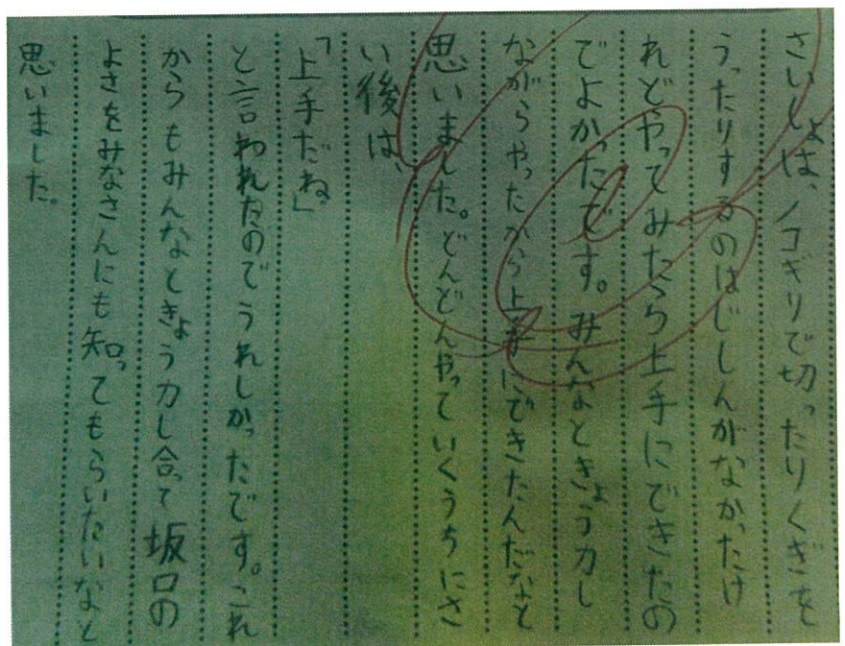 さいしょは、ノコギリで切ったりくぎを
うったりするのはじしんがなかったけ
れどやってみたら上手にできたの
でよかったです。みんなときょう力し
ながらやったから上手にできたんだなと
思いました。どんどんやっていくうちにさ
い後は、
「上手だね」
と言われたのでうれしかったです。これ
からもみんなときょう力し合って坂口の
よさをみなさんにも知ってもらいたいなと
思いました。